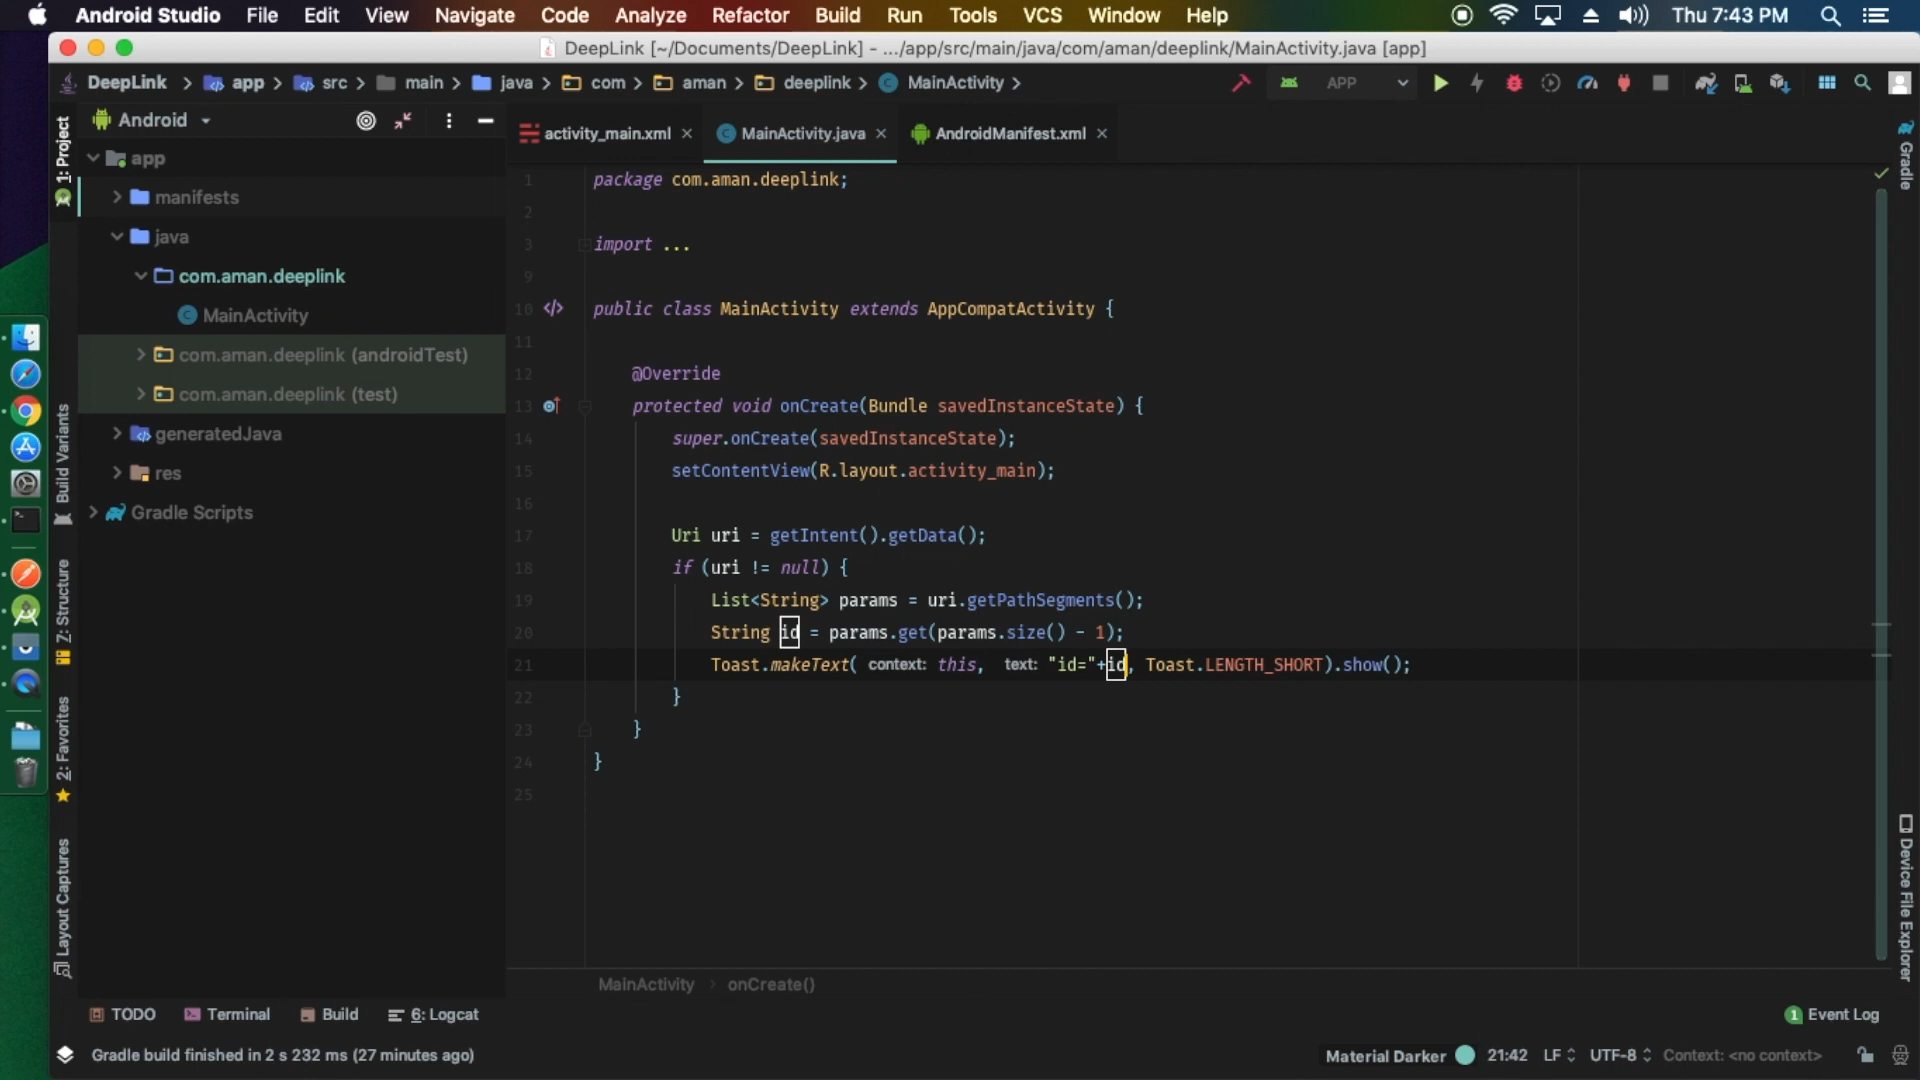 Android Studio File Edit View Navigate Code Analyze Refactor Build Run Tools VCS Window Help Thu 7:43 PM
DeepLink [~/Documents/DeepLink] - .../app/src/main/java/com/aman/deeplink/MainActivity.java [app]
DeepLink app src main java com aman deeplink MainActivity APP
Android
activity_main.xml MainActivity.java AndroidManifest.xml
1: Project
Build Variants
Z: Structure
2: Favorites
Layout Captures
app
manifests
java
com.aman.deeplink
MainActivity
com.aman.deeplink (androidTest)
com.aman.deeplink (test)
generatedJava
res
Gradle Scripts
1 package com.aman.deeplink;
2
3 import ...
9
10 public class MainActivity extends AppCompatActivity {
11
12 @Override
13 protected void onCreate(Bundle savedInstanceState) {
14 super.onCreate(savedInstanceState);
15 setContentView(R.layout.activity_main);
16
17 Uri uri = getIntent().getData();
18 if (uri != null) {
19 List<String> params = uri.getPathSegments();
20 String id = params.get(params.size() - 1);
21 Toast.makeText( context: this, text: "id="+id, Toast.LENGTH_SHORT).show();
22 }
23 }
24 }
25
Gradle
Device File Explorer
MainActivity onCreate()
TODO Terminal Build 6: Logcat 1 Event Log
Gradle build finished in 2 s 232 ms (27 minutes ago) Material Darker 21:42 LF UTF-8 Context: <no context>